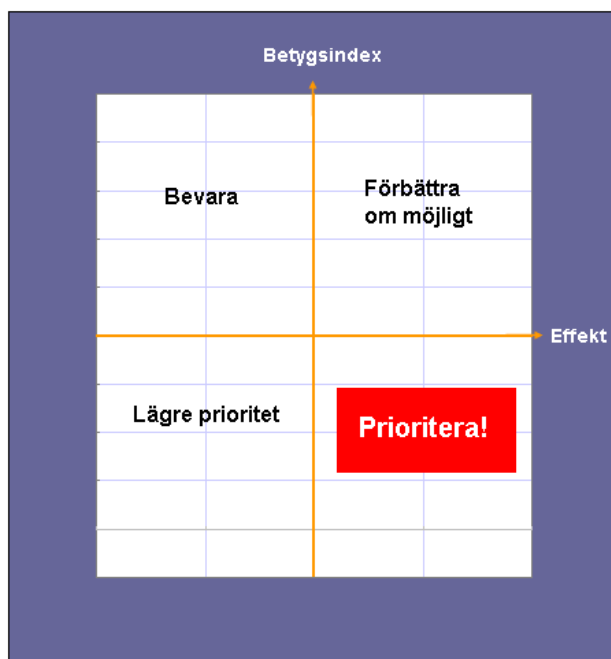 Betygsindex
Bevara
Förbättra
om möjligt
Effekt
Lägre prioritet
Prioritera!